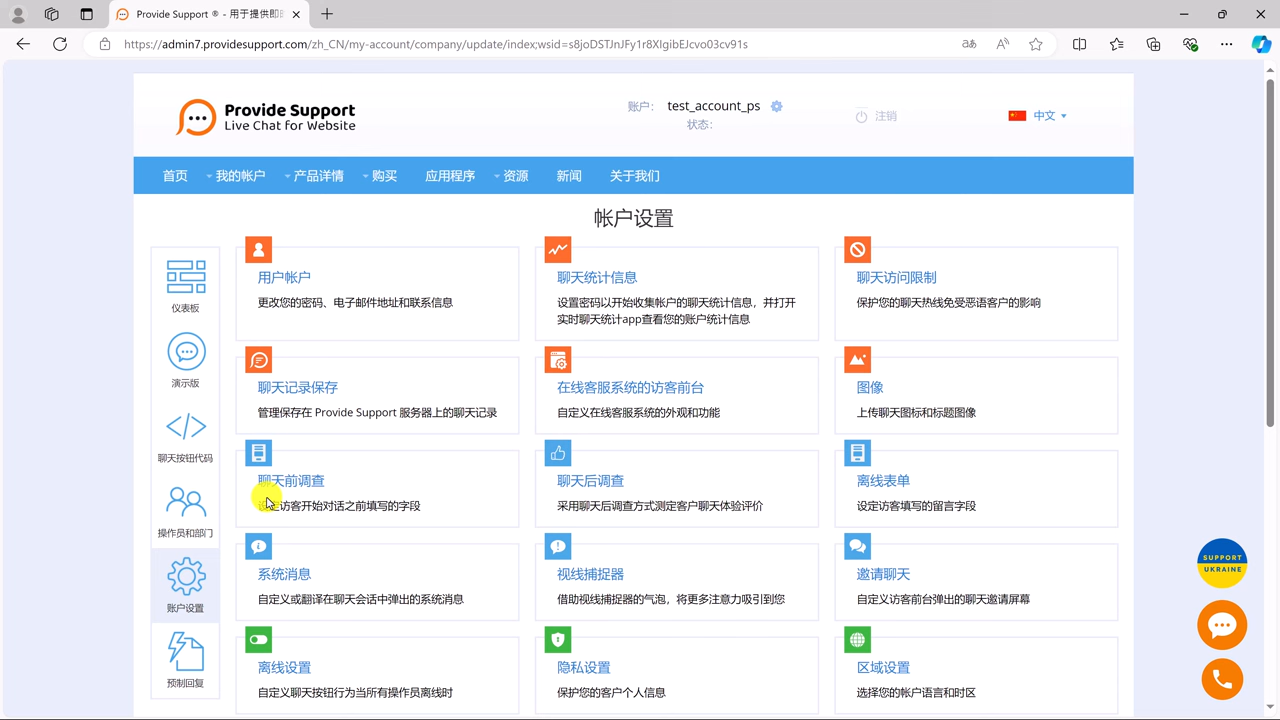 Provide Support ® - 用于提供即
https://admin7.providesupport.com/zh_CN/my-account/company/update/index;wsid=s8joDSTJnJFy1r8XIgibEJcvo03cv91s
Provide Support
Live Chat for Website
账户: test_account_ps
状态:
注销
中文
首页 我的帐户 产品详情 购买 应用程序 资源 新闻 关于我们
帐户设置
仪表板
演示版
聊天按钮代码
操作员和部门
账户设置
预制回复
用户帐户
更改您的密码、电子邮件地址和联系信息
聊天统计信息
设置密码以开始收集帐户的聊天统计信息，并打开
实时聊天统计app查看您的账户统计信息
聊天访问限制
保护您的聊天热线免受恶语客户的影响
聊天记录保存
管理保存在 Provide Support 服务器上的聊天记录
在线客服系统的访客前台
自定义在线客服系统的外观和功能
图像
上传聊天图标和标题图像
聊天前调查
设定访客开始对话之前填写的字段
聊天后调查
采用聊天后调查方式测定客户聊天体验评价
离线表单
设定访客填写的留言字段
系统消息
自定义或翻译在聊天会话中弹出的系统消息
视线捕捉器
借助视线捕捉器的气泡，将更多注意力吸引到您
邀请聊天
自定义访客前台弹出的聊天邀请屏幕
离线设置
自定义聊天按钮行为当所有操作员离线时
隐私设置
保护您的客户个人信息
区域设置
选择您的帐户语言和时区
SUPPORT
UKRAINE